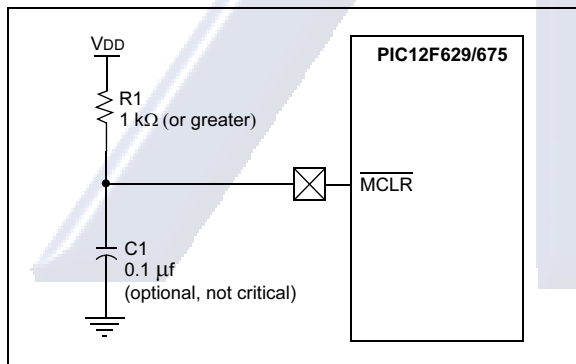 VDD
PIC12F629/675
R1
1 kΩ (or greater)
MCLR
C1
0.1 µf
(optional, not critical)